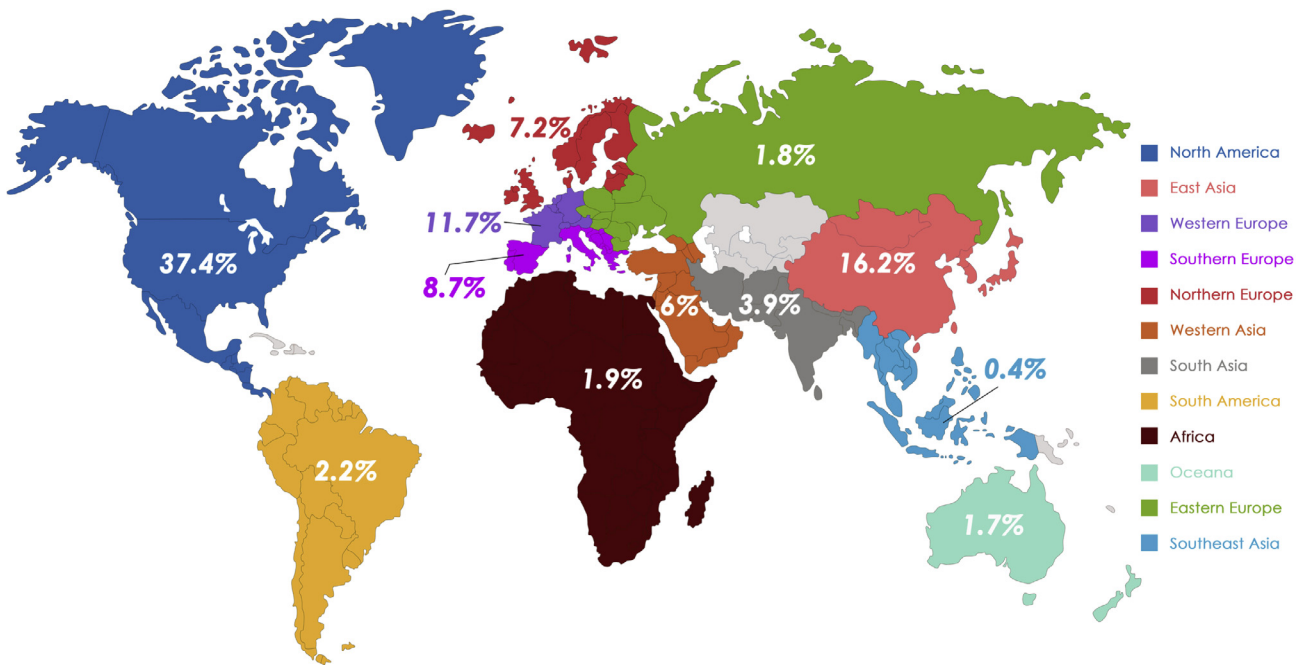 7.2%
1.8%
11.7%
37.4%
16.2%
8.7%
6%
3.9%
1.9%
0.4%
2.2%
1.7%
North America
East Asia
Western Europe
Southern Europe
Northern Europe
Western Asia
South Asia
South America
Africa
Oceana
Eastern Europe
Southeast Asia